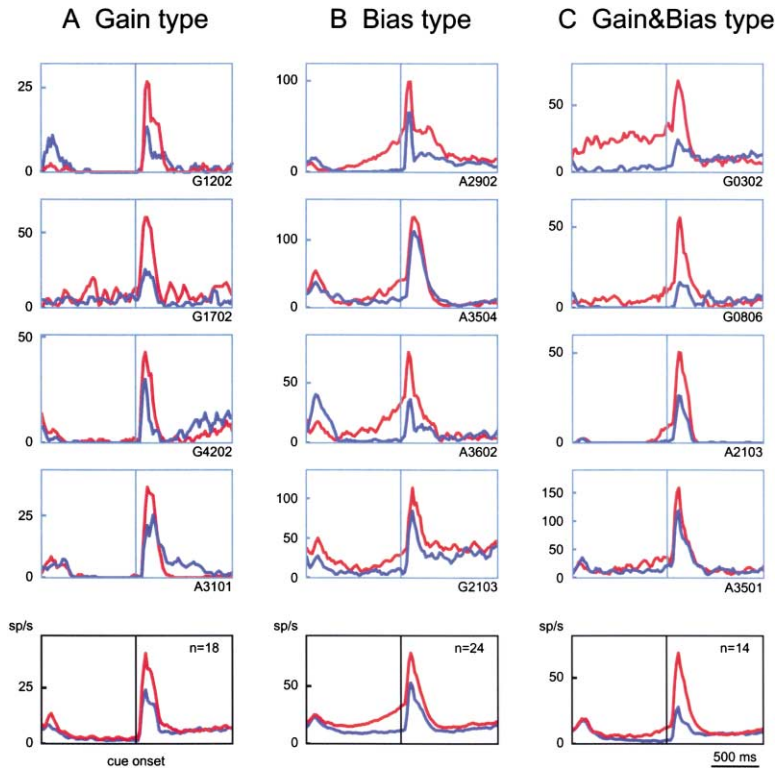 A Gain type
B Bias type
C Gain&Bias type
25
0
G1202
100
0
A2902
50
0
G0302
50
0
G1702
100
0
A3504
50
0
G0806
50
0
G4202
50
0
A3602
50
0
A2103
25
0
A3101
100
50
0
G2103
150
100
50
0
A3501
sp/s
25
0
n=18
cue onset
sp/s
50
0
n=24
sp/s
50
0
n=14
500 ms